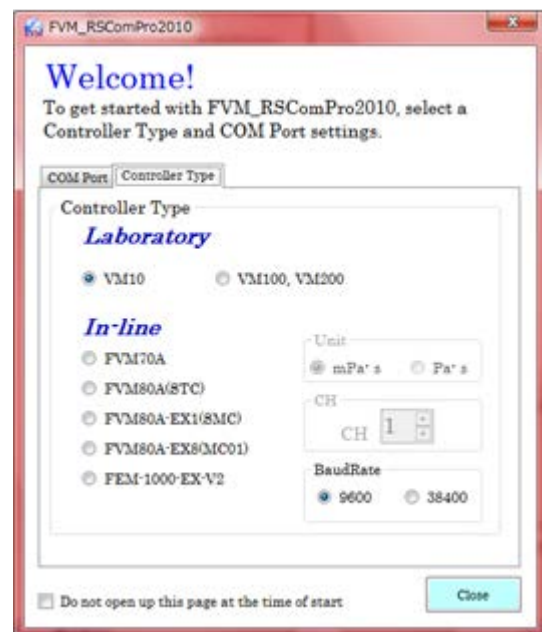 FVM_RSComPro2010
Welcome!
To get started with FVM_RSComPro2010, select a
Controller Type and COM Port settings.
COM Port Controller Type
Controller Type
Laboratory
VM10 VM100, VM200
In-line
FVM70A
FVM80A(STC)
FVM80A-EX1(SMC)
FVM80A-EX8(MC01)
FEM-1000-EX-V2
Unit
mPa･s Pa･s
CH
CH 1
BaudRate
9600 38400
Do not open up this page at the time of start
Close